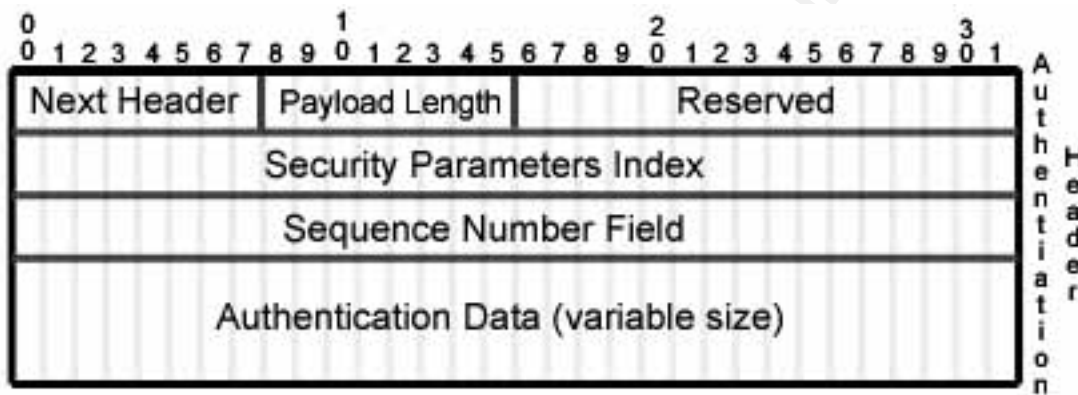 0 1 2 3
0 1 2 3 4 5 6 7 8 9 0 1 2 3 4 5 6 7 8 9 0 1 2 3 4 5 6 7 8 9 0 1
Next Header Payload Length Reserved
Security Parameters Index
Sequence Number Field
Authentication Data (variable size)
Authentiation
Header